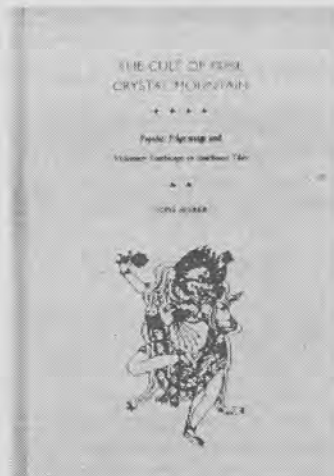 THE CULT OF PURE
CRYSTAL MOUNTAIN
Popular Pilgrimage and
Visionary Landscape in Southeast Tibet
TONI HUBER